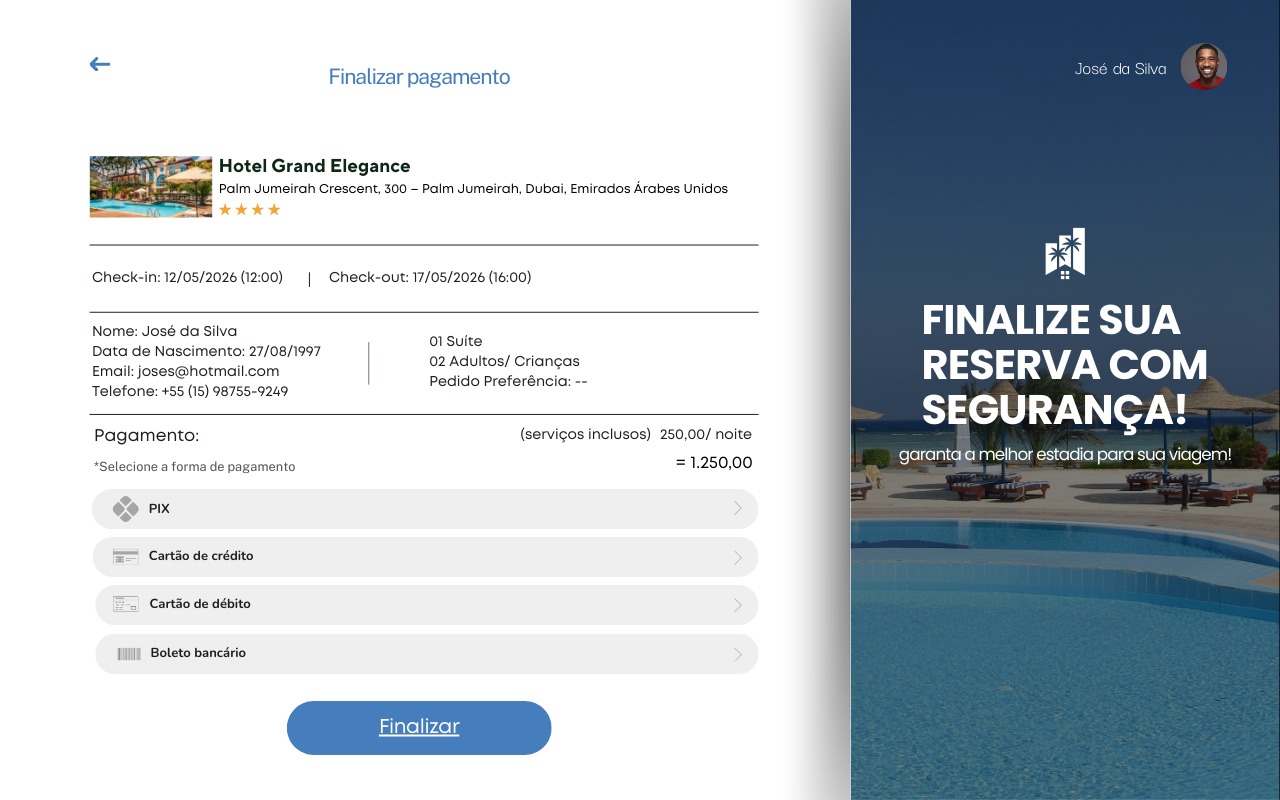 Finalizar pagamento
Hotel Grand Elegance
Palm Jumeirah Crescent, 300 – Palm Jumeirah, Dubai, Emirados Árabes Unidos
Check-in: 12/05/2026 (12:00) | Check-out: 17/05/2026 (16:00)
Nome: José da Silva
Data de Nascimento: 27/08/1997
Email: joses@hotmail.com
Telefone: +55 (15) 98755-9249
01 Suíte
02 Adultos/ Crianças
Pedido Preferência: --
Pagamento:
(serviços inclusos) 250,00/ noite
*Selecione a forma de pagamento
= 1.250,00
PIX
Cartão de crédito
Cartão de débito
Boleto bancário
Finalizar
José da Silva
FINALIZE SUA
RESERVA COM
SEGURANÇA!
garanta a melhor estadia para sua viagem!